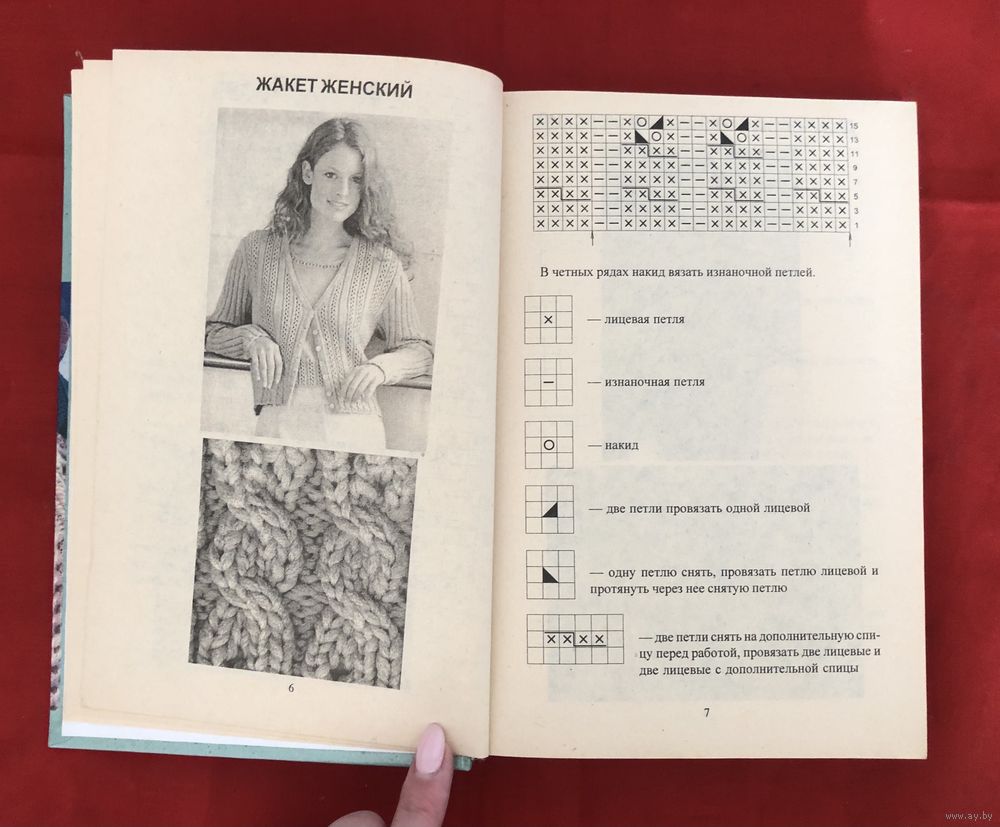 ЖАКЕТ ЖЕНСКИЙ
6
15
13
11
9
7
5
3
1
В четных рядах накид вязать изнаночной петлей.
— лицевая петля
— изнаночная петля
— накид
— две петли провязать одной лицевой
— одну петлю снять, провязать петлю лицевой и
протянуть через нее снятую петлю
— две петли снять на дополнительную спи-
цу перед работой, провязать две лицевые и
две лицевые с дополнительной спицы
7
www.ay.by